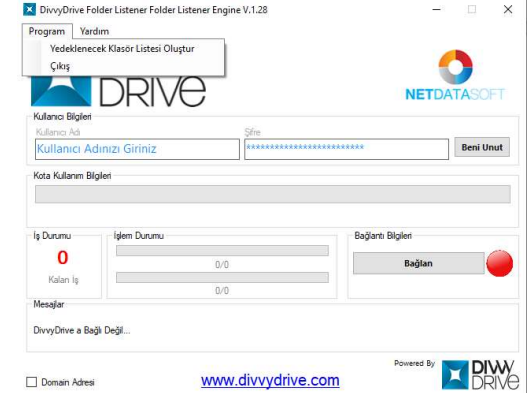 DivvyDrive Folder Listener Folder Listener Engine V.1.28
Program Yardım
Yedeklenecek Klasör Listesi Oluştur
Çıkış
DRIVE
NETDATASOFT
Kullanıcı Bilgileri
Kullanıcı Adı Şifre
Kullanıcı Adınızı Giriniz ************************* Beni Unut
Kota Kullanım Bilgileri
İş Durumu İşlem Durumu Bağlantı Bilgileri
0 0/0 Bağlan
Kalan İş
0/0
Mesajlar
DivvyDrive a Bağlı Değil...
Powered By DIVVY
DRIVE
Domain Adresi www.divvydrive.com